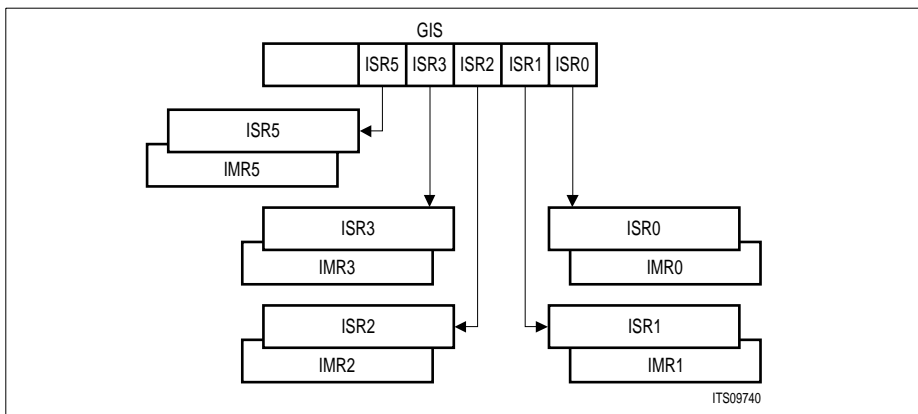 GIS
ISR5 ISR3 ISR2 ISR1 ISR0
ISR5
IMR5
ISR3 ISR0
IMR3 IMR0
ISR2 ISR1
IMR2 IMR1
ITS09740